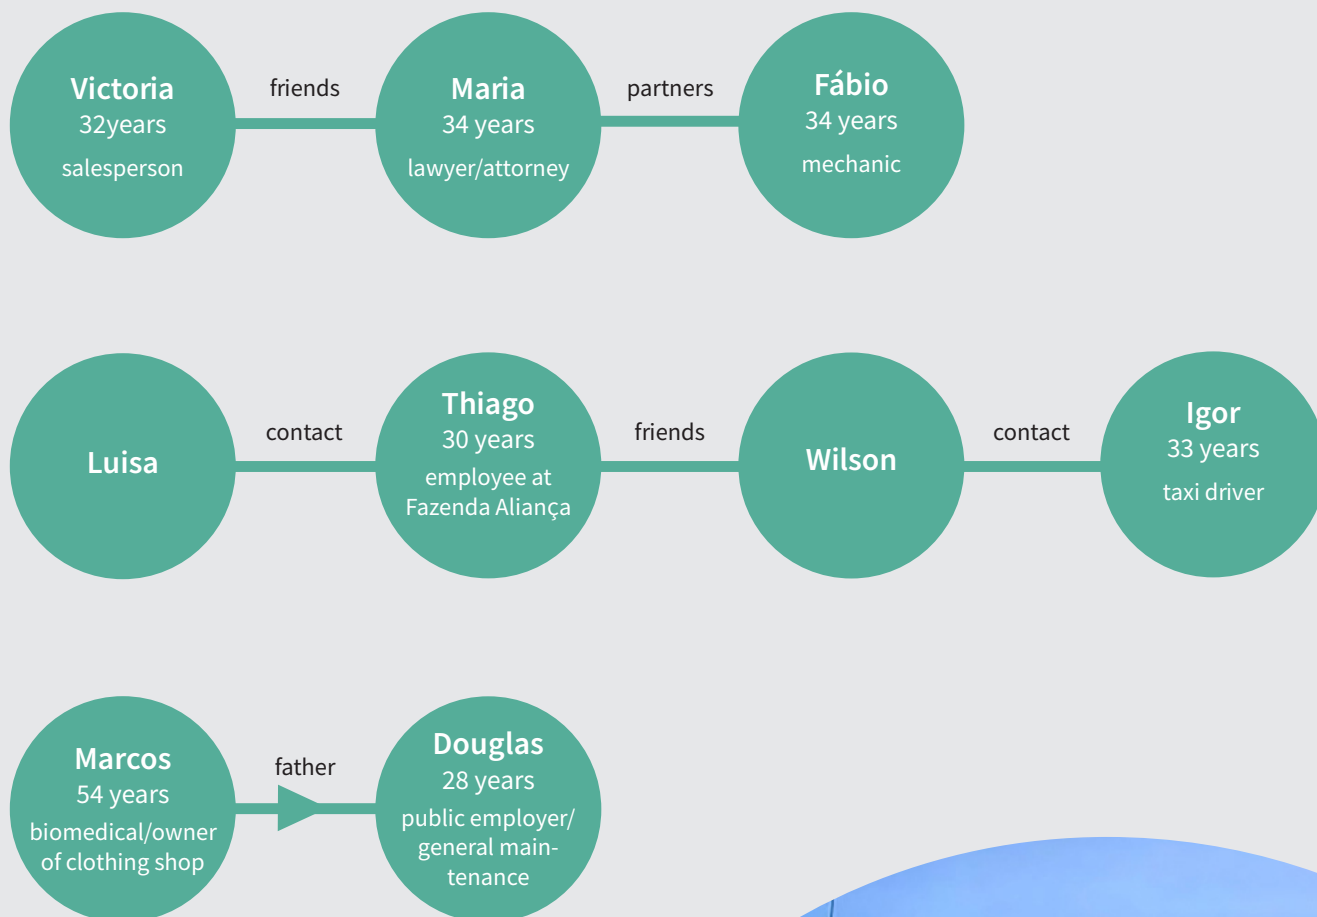 Victoria
32years
salesperson
friends
Maria
34 years
lawyer/attorney
partners
Fábio
34 years
mechanic
Luisa
contact
Thiago
30 years
employee at
Fazenda Aliança
friends
Wilson
contact
Igor
33 years
taxi driver
Marcos
54 years
biomedical/owner
of clothing shop
father
Douglas
28 years
public employer/
general main-
tenance